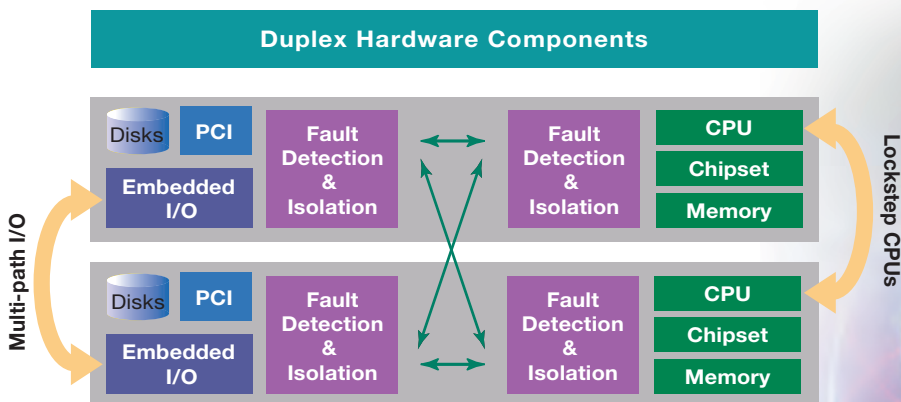 Duplex Hardware Components
Disks
PCI
Embedded
I/O
Fault
Detection
&
Isolation
Fault
Detection
&
Isolation
CPU
Chipset
Memory
Multi-path I/O
Lockstep CPUs
Disks
PCI
Embedded
I/O
Fault
Detection
&
Isolation
Fault
Detection
&
Isolation
CPU
Chipset
Memory